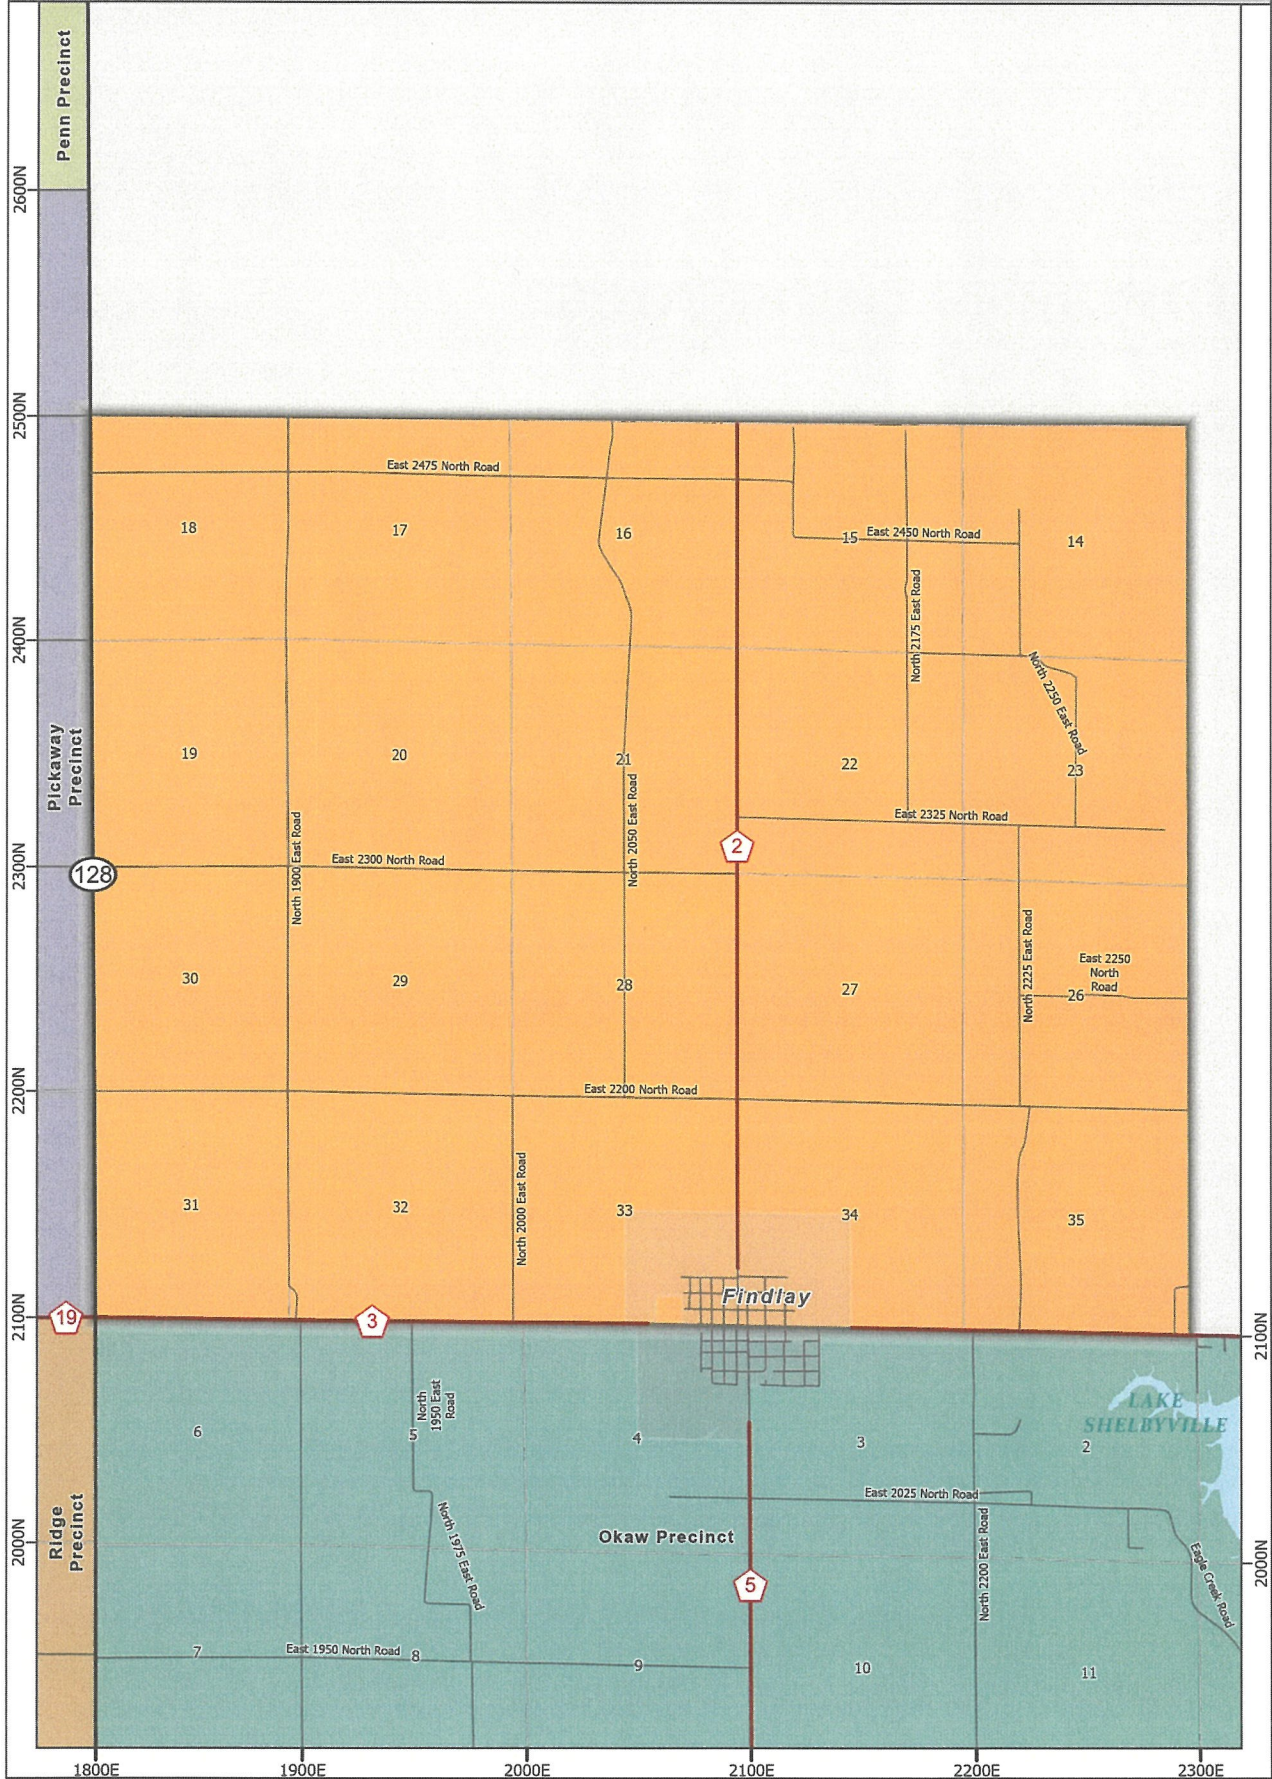 Penn Precinct
2600N
2500N
East 2475 North Road
18
17
16
15
East 2450 North Road
14
North 2175 East Road
2400N
North 2250 East Road
Pickaway
Precinct
19
20
21
22
23
North 2050 East Road
East 2325 North Road
North 1900 East Road
2
East 2300 North Road
2300N
128
North 2225 East Road
East 2250
North
Road
30
29
28
27
26
2200N
East 2200 North Road
North 2000 East Road
31
32
33
34
35
Findlay
2100N
19
3
2100N
North
1950 East
Road
LAKE
SHELBYVILLE
6
5
4
3
2
East 2025 North Road
Ridge
Precinct
2000N
North 1975 East Road
Okaw Precinct
North 2200 East Road
Eagle Creek Road
2000N
5
7
East 1950 North Road
8
9
10
11
1800E
1900E
2000E
2100E
2200E
2300E